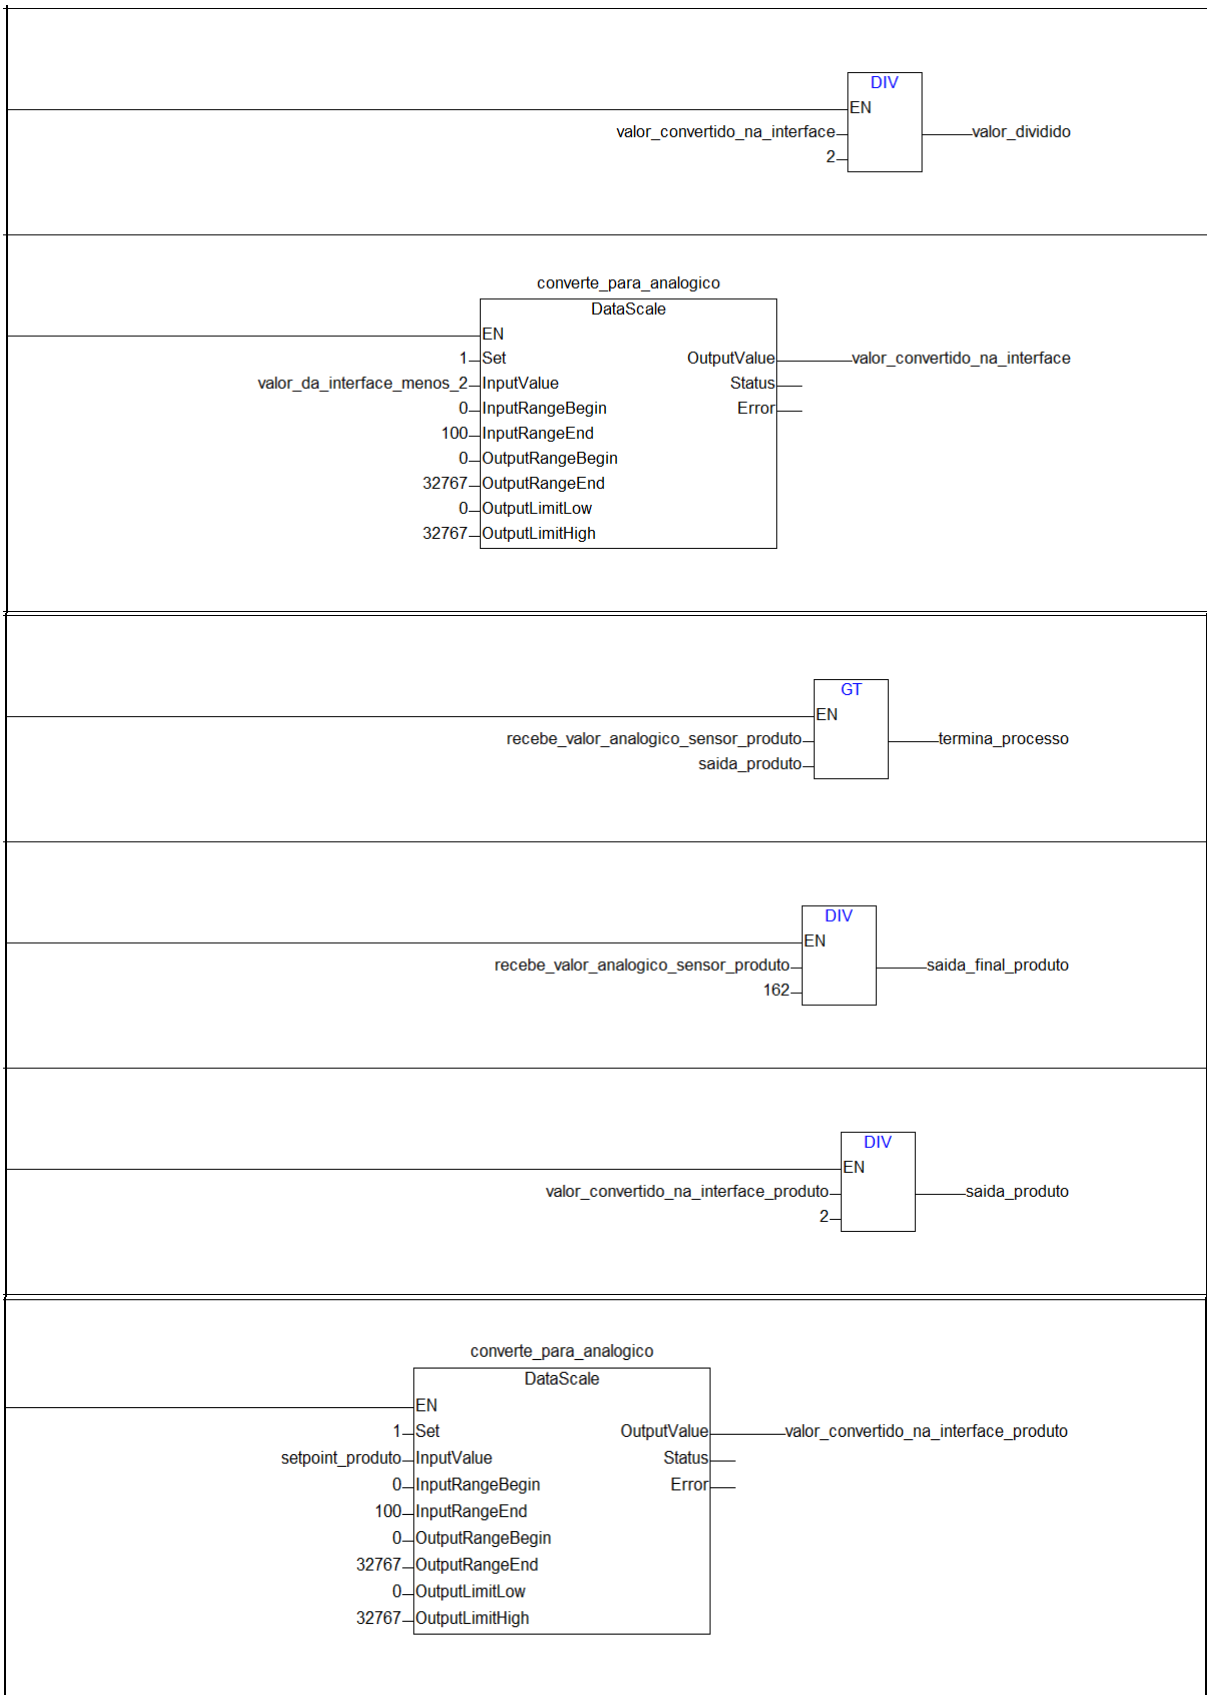 DIV
EN
valor_convertido_na_interface valor_dividido
2
converte_para_analogico
DataScale
EN
1 Set OutputValue valor_convertido_na_interface
valor_da_interface_menos_2 InputValue Status
0 InputRangeBegin Error
100 InputRangeEnd
0 OutputRangeBegin
32767 OutputRangeEnd
0 OutputLimitLow
32767 OutputLimitHigh
GT
EN
recebe_valor_analogico_sensor_produto termina_processo
saida_produto
DIV
EN
recebe_valor_analogico_sensor_produto saida_final_produto
162
DIV
EN
valor_convertido_na_interface_produto saida_produto
2
converte_para_analogico
DataScale
EN
1 Set OutputValue valor_convertido_na_interface_produto
setpoint_produto InputValue Status
0 InputRangeBegin Error
100 InputRangeEnd
0 OutputRangeBegin
32767 OutputRangeEnd
0 OutputLimitLow
32767 OutputLimitHigh